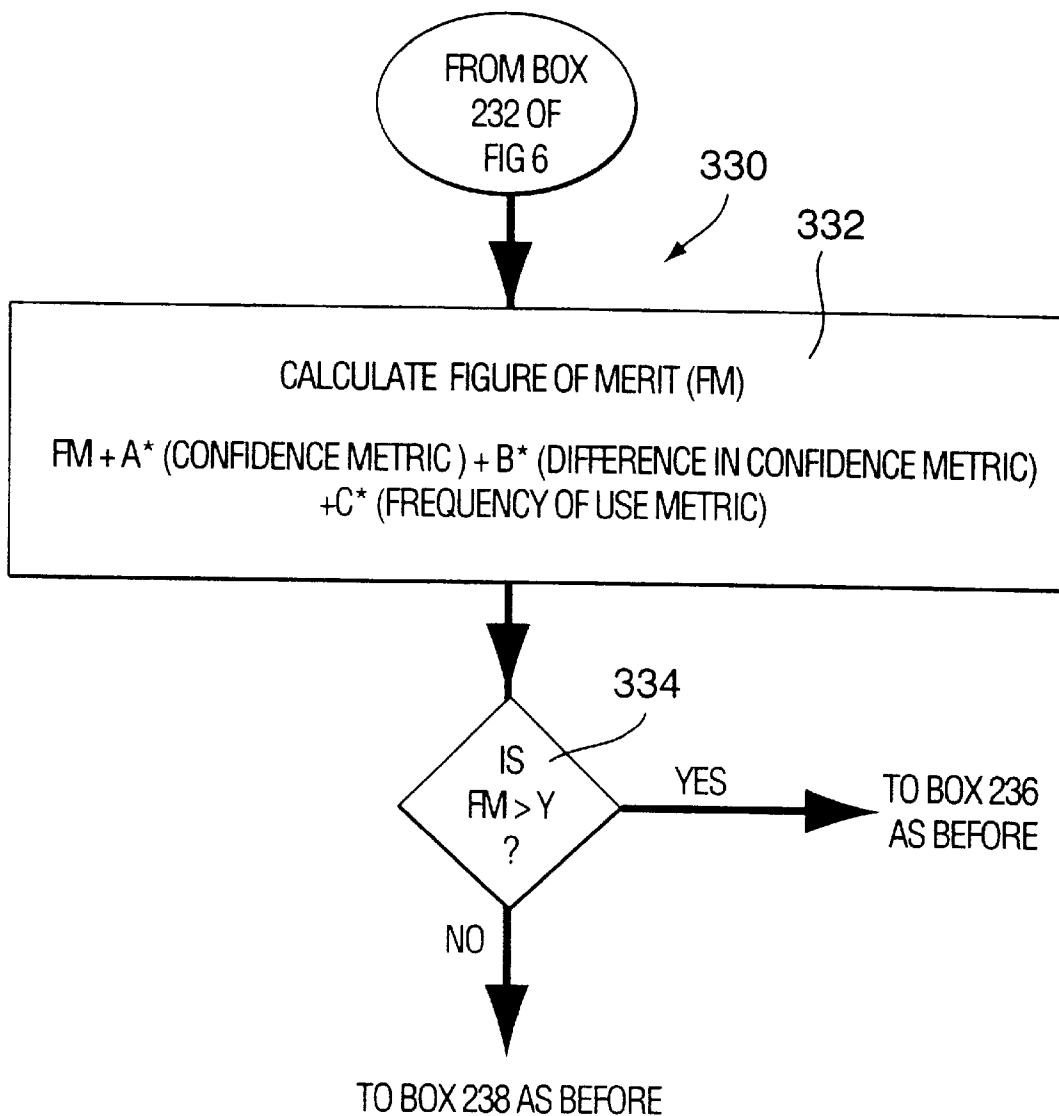 FROM BOX
232 OF
FIG 6
330
332
CALCULATE FIGURE OF MERIT (FM)
FM + A* (CONFIDENCE METRIC ) + B* (DIFFERENCE IN CONFIDENCE METRIC)
+C* (FREQUENCY OF USE METRIC)
334
IS
FM > Y
?
YES
TO BOX 236
AS BEFORE
NO
TO BOX 238 AS BEFORE